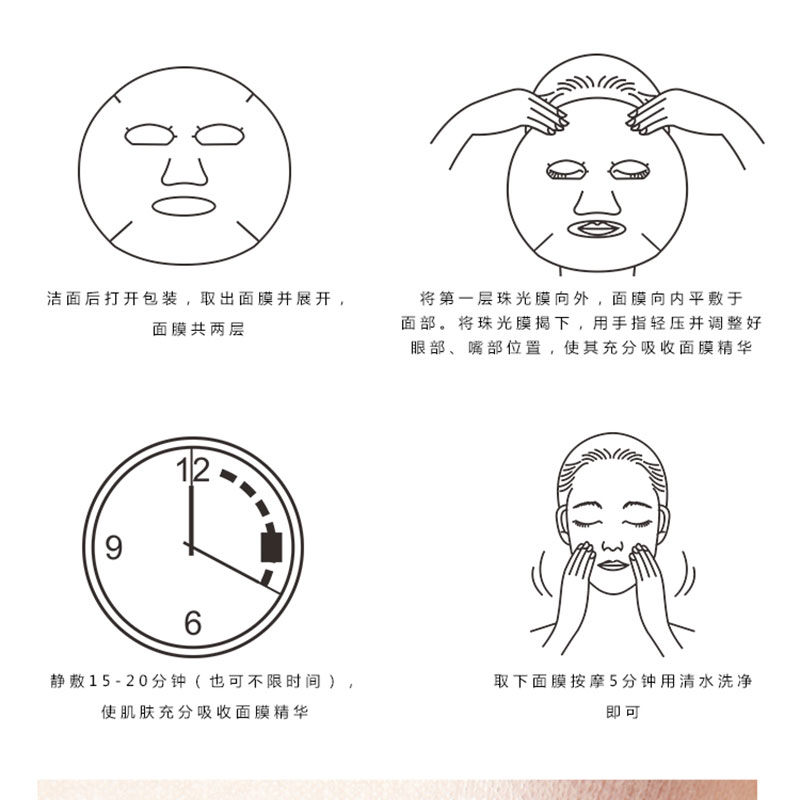 洁面后打开包装，取出面膜并展开，
面膜共两层
将第一层珠光膜向外，面膜向内平敷于
面部。将珠光膜揭下，用手指轻压并调整好
眼部、嘴部位置，使其充分吸收面膜精华
12
9
6
静敷15-20分钟（也可不限时间），
使肌肤充分吸收面膜精华
取下面膜按摩5分钟用清水洗净
即可